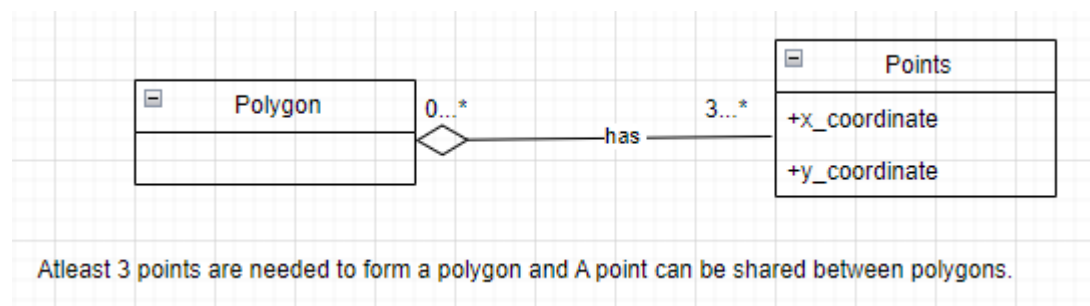 Points
Polygon
0...*
3...*
+x_coordinate
has
+y_coordinate
Atleast 3 points are needed to form a polygon and A point can be shared between polygons.